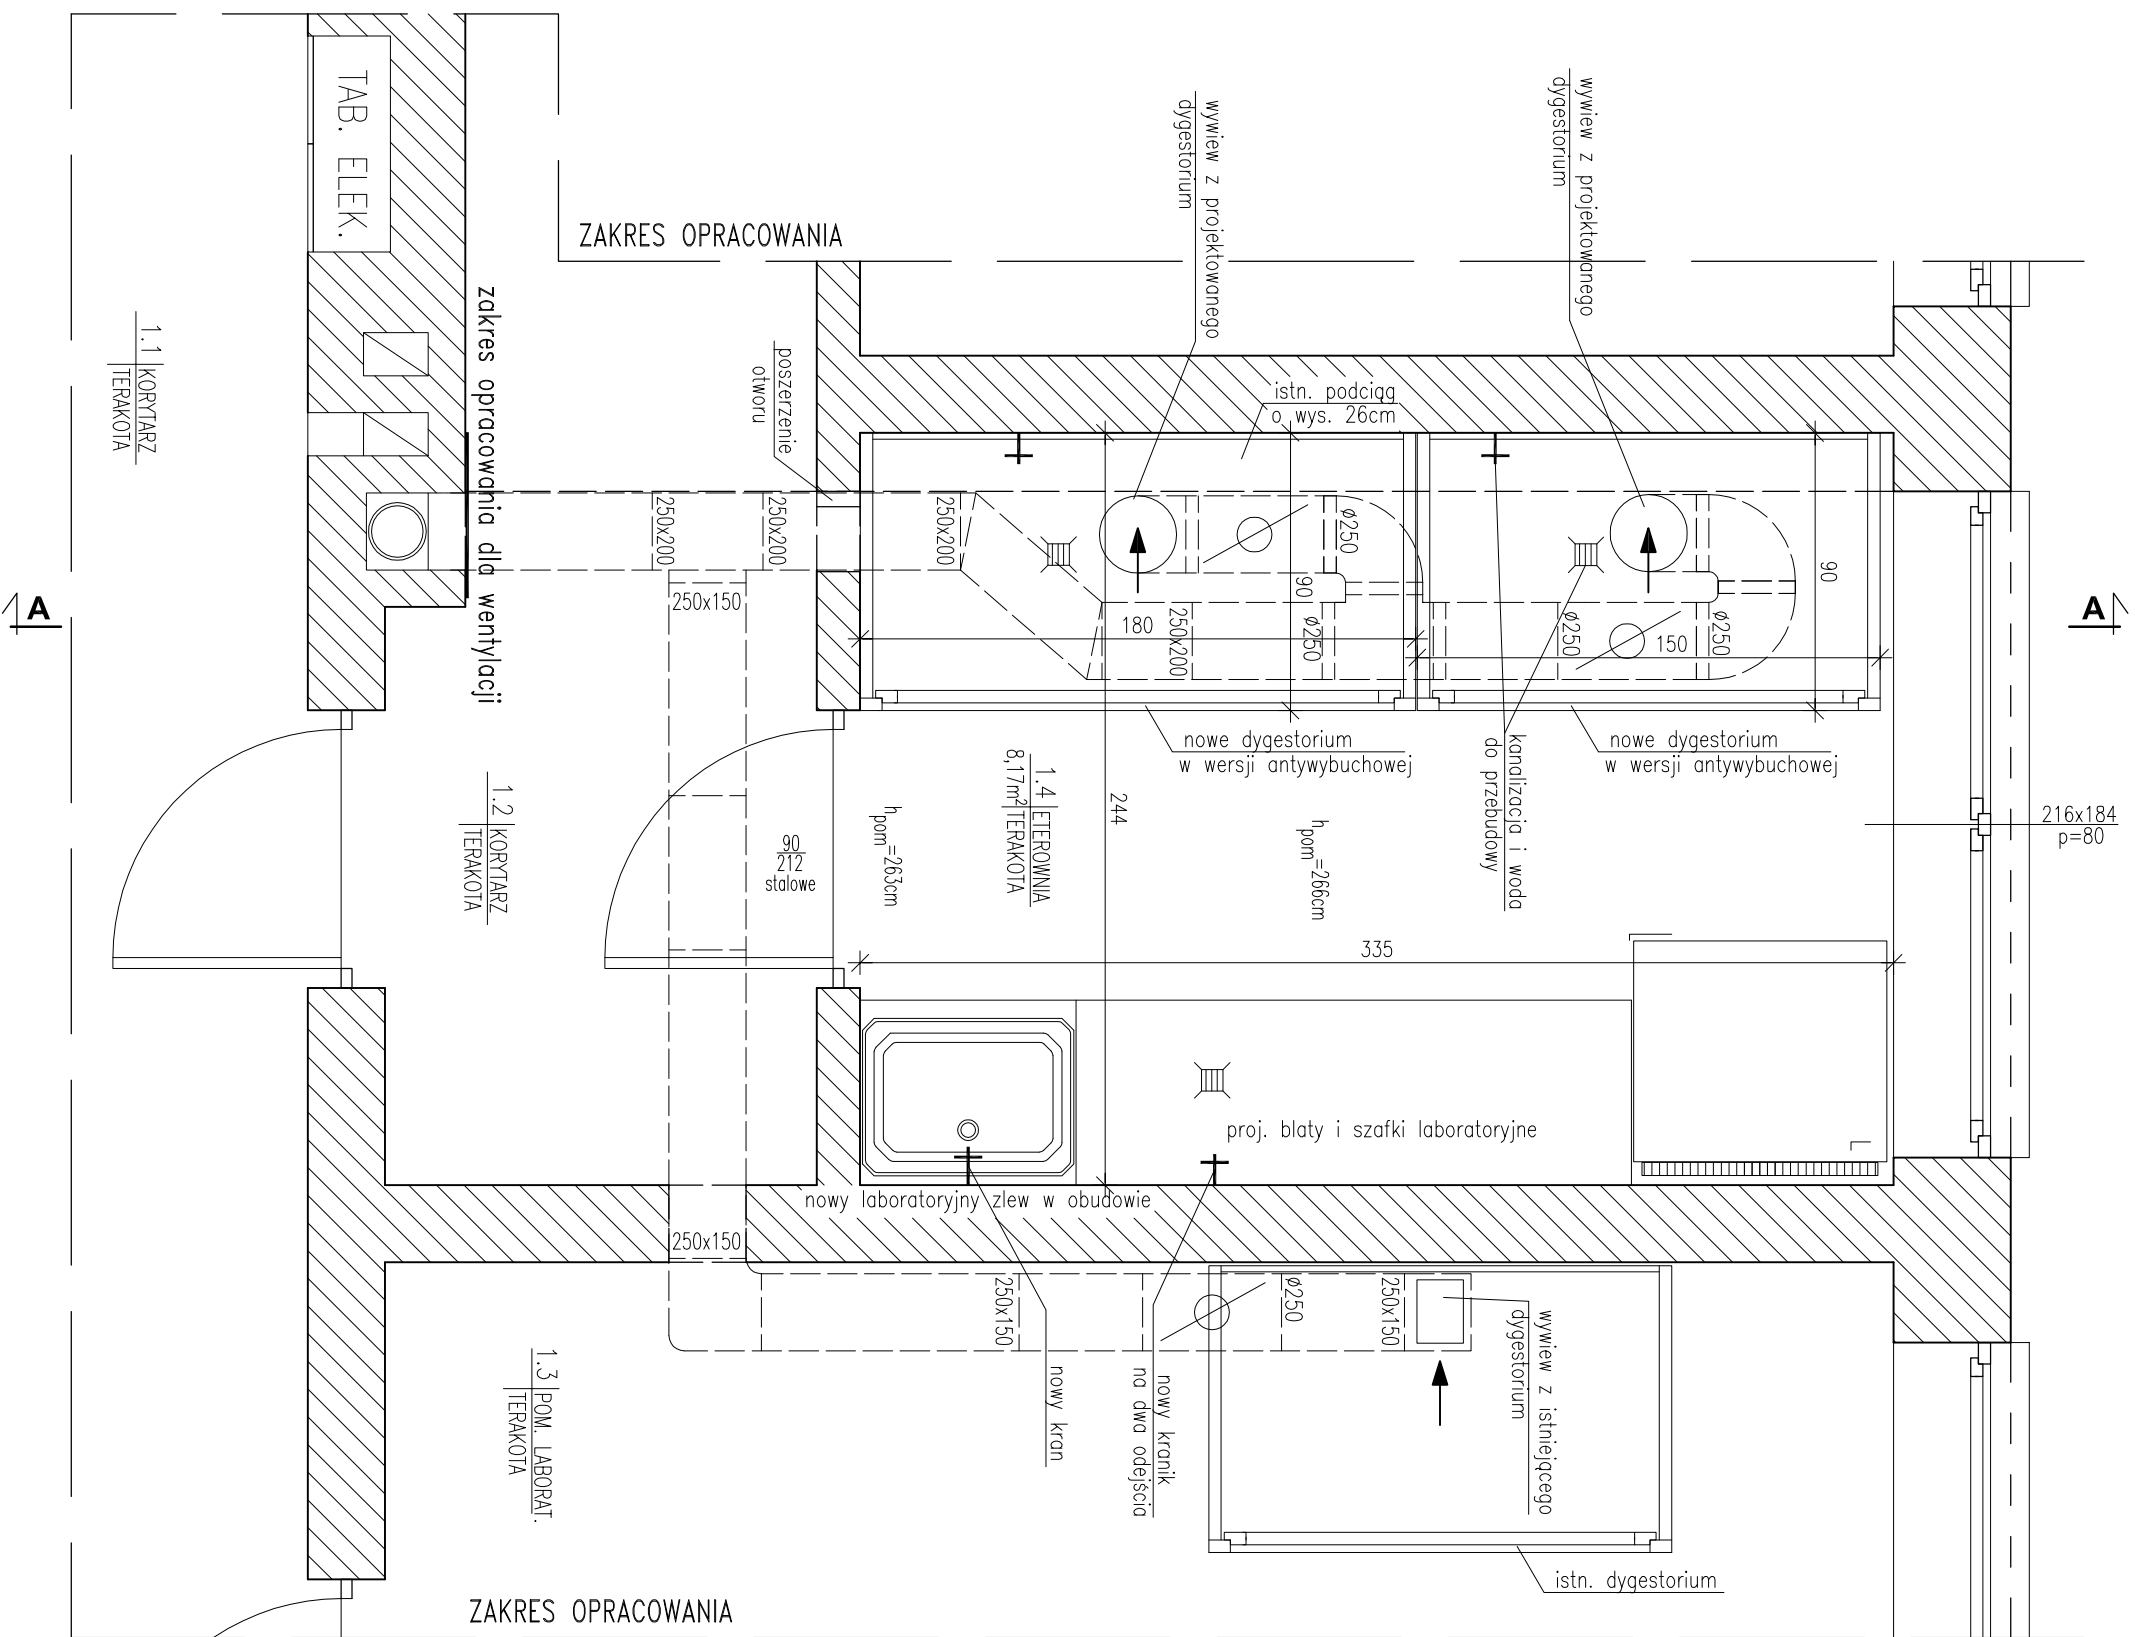 wywiew z projektowanego
dygestorium
wywiew z projektowanego
dygestorium
TAB. ELEK.
ZAKRES OPRACOWANIA
zakres opracowania dla wentylacji
1.1 KORYTARZ
TERAKOTA
poszerzenie
otworu
istn. podciąg
o wys. 26cm
250x200
250x200
250x200
ø250
90
90
A
A
250x150
180
250x200
ø250
ø250
150
ø250
nowe dygestorium
w wersji antywybuchowej
nowe dygestorium
w wersji antywybuchowej
kanalizacja i woda
do przebudowy
1.2 KORYTARZ
TERAKOTA
90
212
stalowe
hpom=263cm
1.4 ETEROWNIA
8,17m² TERAKOTA
244
hpom=266cm
216x184
p=80
335
proj. blaty i szafki laboratoryjne
nowy laboratoryjny zlew w obudowie
250x150
250x150
ø250
250x150
wywiew z istniejącego
dygestorium
1.3 POM. LABORAT.
TERAKOTA
nowy kran
nowy kranik
na dwa odejścia
istn. dygestorium
ZAKRES OPRACOWANIA